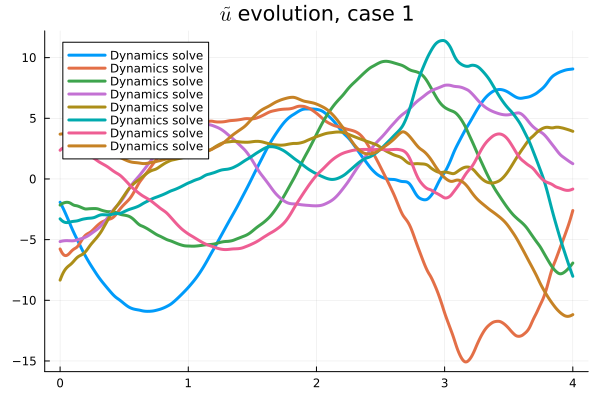 ũ evolution, case 1
Dynamics solve
Dynamics solve
Dynamics solve
Dynamics solve
Dynamics solve
Dynamics solve
Dynamics solve
Dynamics solve
10
5
0
−5
−10
−15
0 1 2 3 4